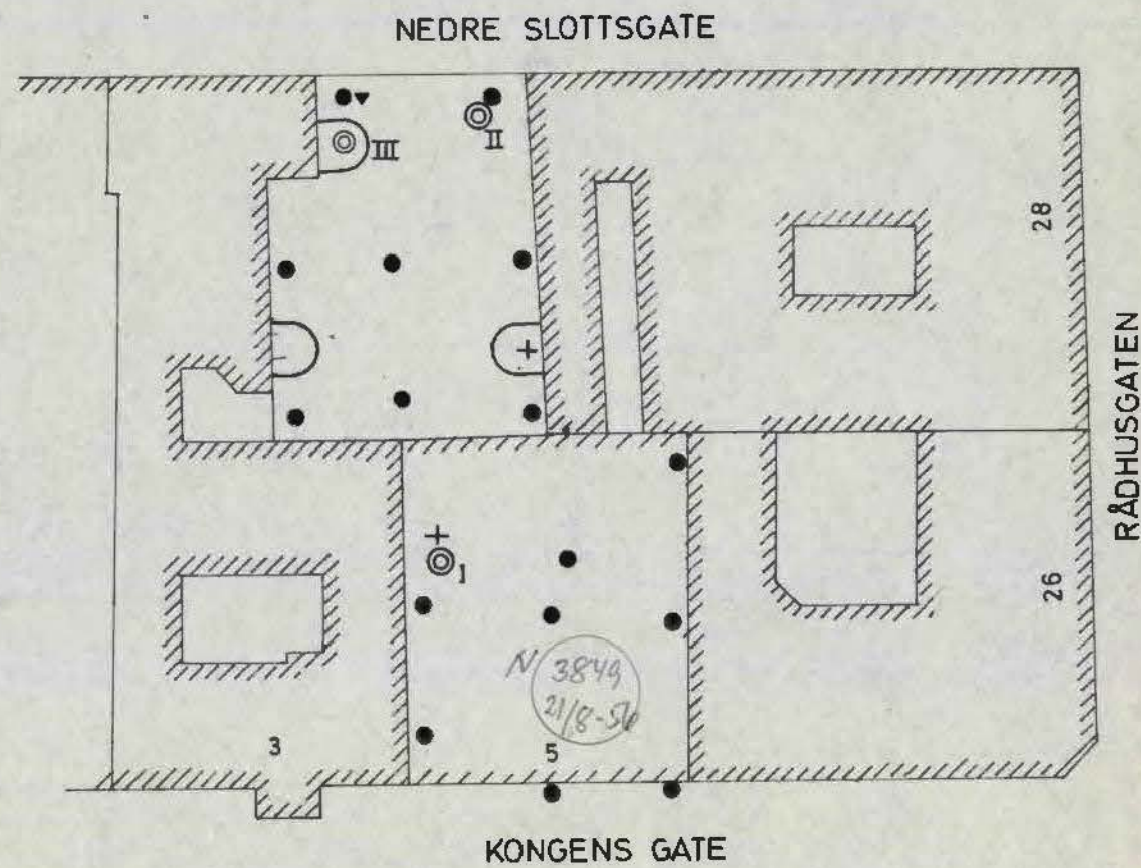 NEDRE SLOTTSGATE
III
II
28
RÅDHUSGATEN
1
26
N 3849
21/8-56
3
5
KONGENS GATE